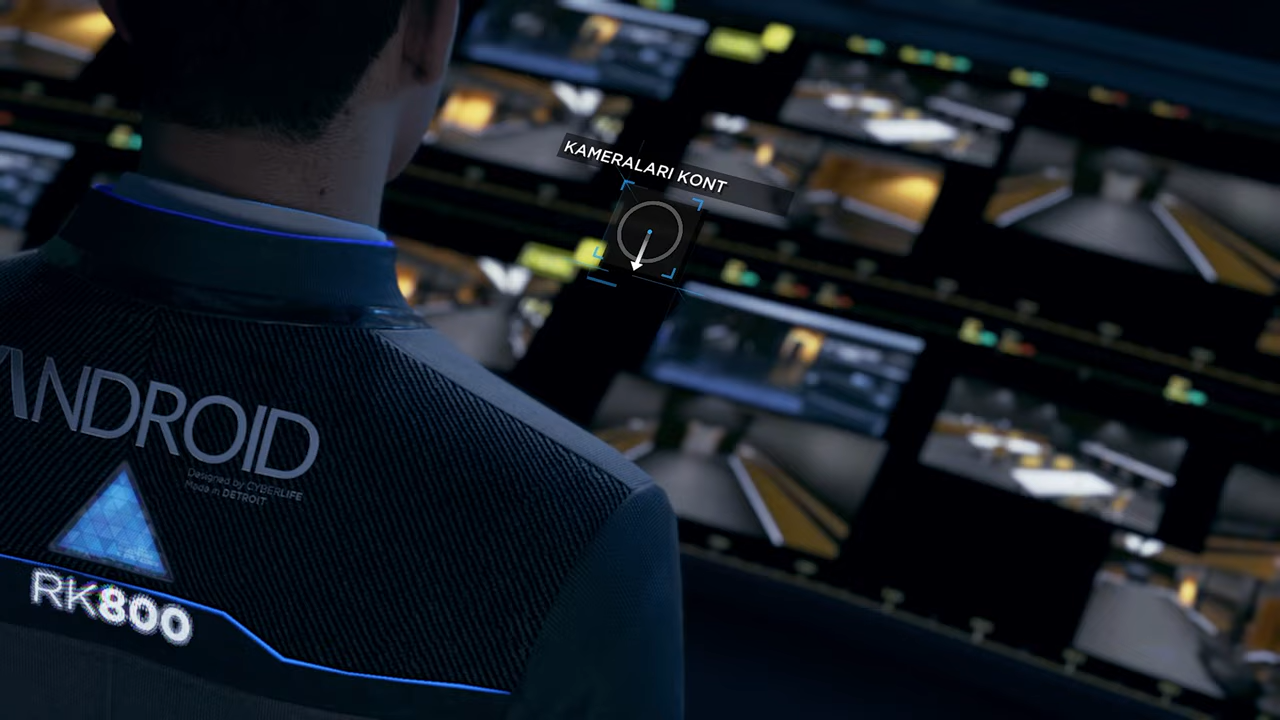 KAMERALARI KONT
ANDROID
Designed by CYBERLIFE
Made in DETROIT
RK800